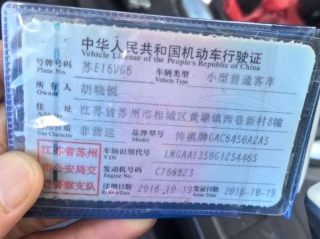 中华人民共和国机动车行驶证
Vehicle License of the People's Republic of China
号牌号码 苏E16VG6 车辆类型 小型普通客车
Plate No. Vehicle Type
所有人 胡晓
Owner
住址 江苏省苏州市相城区黄埭镇西巷新村8幢
Address
使用性质 非营运 品牌型号 传祺牌GAC6450A2A5
江苏省苏州 车辆识别代号 LMGAA1350G1254465
VIN
市公安局交 发动机号码 C768823
Engine No.
通警察支队 注册日期 2016-10-19 发证日期 2016-10-19
Register Date Issue Date